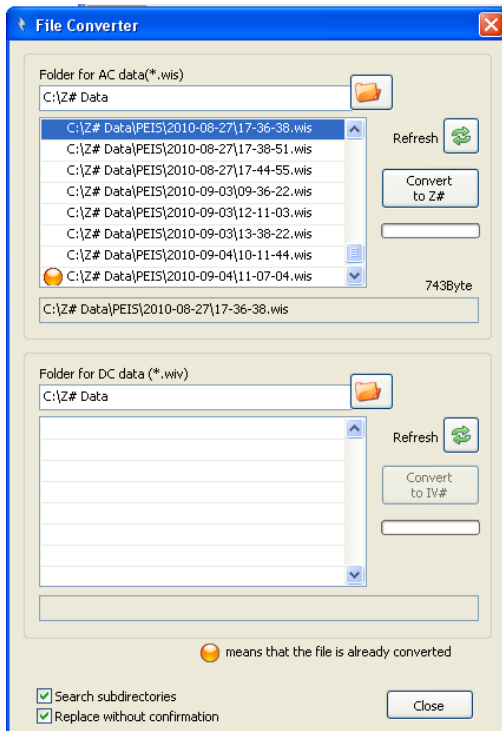 File Converter
Folder for AC data(*.wis)
C:\Z# Data
C:\Z# Data\PEIS\2010-08-27\17-36-38.wis
C:\Z# Data\PEIS\2010-08-27\17-38-51.wis
C:\Z# Data\PEIS\2010-08-27\17-44-55.wis
C:\Z# Data\PEIS\2010-09-03\09-36-22.wis
C:\Z# Data\PEIS\2010-09-03\12-11-03.wis
C:\Z# Data\PEIS\2010-09-03\13-38-22.wis
C:\Z# Data\PEIS\2010-09-04\10-11-44.wis
C:\Z# Data\PEIS\2010-09-04\11-07-04.wis
Refresh
Convert
to Z#
743Byte
C:\Z# Data\PEIS\2010-08-27\17-36-38.wis
Folder for DC data (*.wiv)
C:\Z# Data
Refresh
Convert
to IV#
means that the file is already converted
Search subdirectories
Replace without confirmation
Close